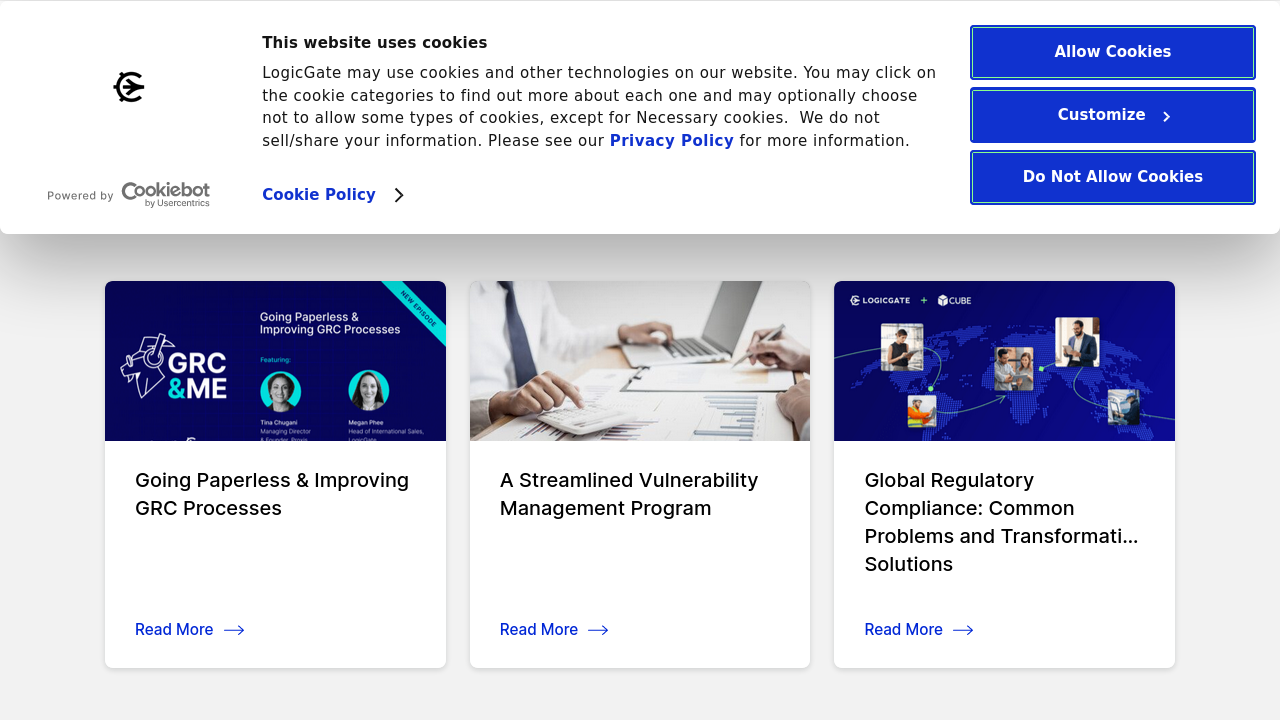 This website uses cookies
LogicGate may use cookies and other technologies on our website. You may click on
the cookie categories to find out more about each one and may optionally choose
not to allow some types of cookies, except for Necessary cookies.  We do not
sell/share your information. Please see our Privacy Policy for more information.
Powered by Cookiebot
by Usercentrics
Cookie Policy
Allow Cookies
Customize
Do Not Allow Cookies
NEW EPISODE
Going Paperless &
Improving GRC Processes
GRC
&ME
Featuring:
Tina Chugani
Managing Director
& Founder, Proxin
Megan Phee
Head of International Sales,
LogicGate
LOGICGATE + CUBE
Going Paperless & Improving
GRC Processes
Read More
A Streamlined Vulnerability
Management Program
Read More
Global Regulatory
Compliance: Common
Problems and Transformati...
Solutions
Read More